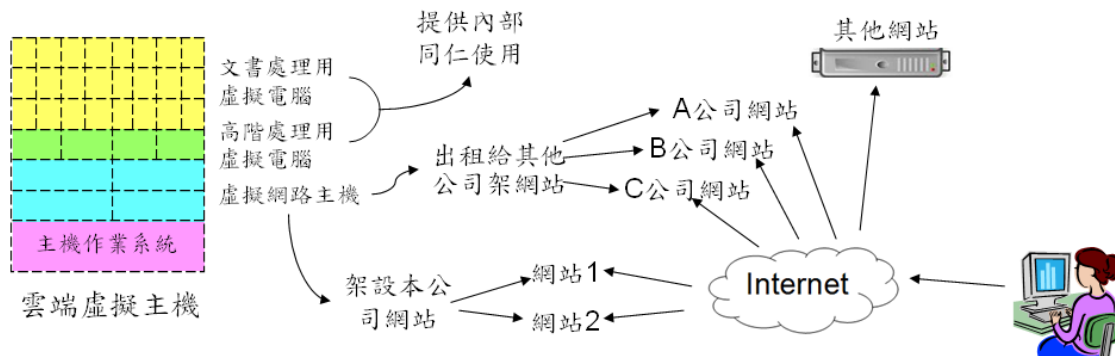 提供內部
同仁使用
其他網站
文書處理用
虛擬電腦
高階處理用
虛擬電腦
虛擬網路主機
出租給其他
公司架網站
A公司網站
B公司網站
C公司網站
主機作業系統
雲端虛擬主機
架設本公
司網站
網站1
網站2
Internet